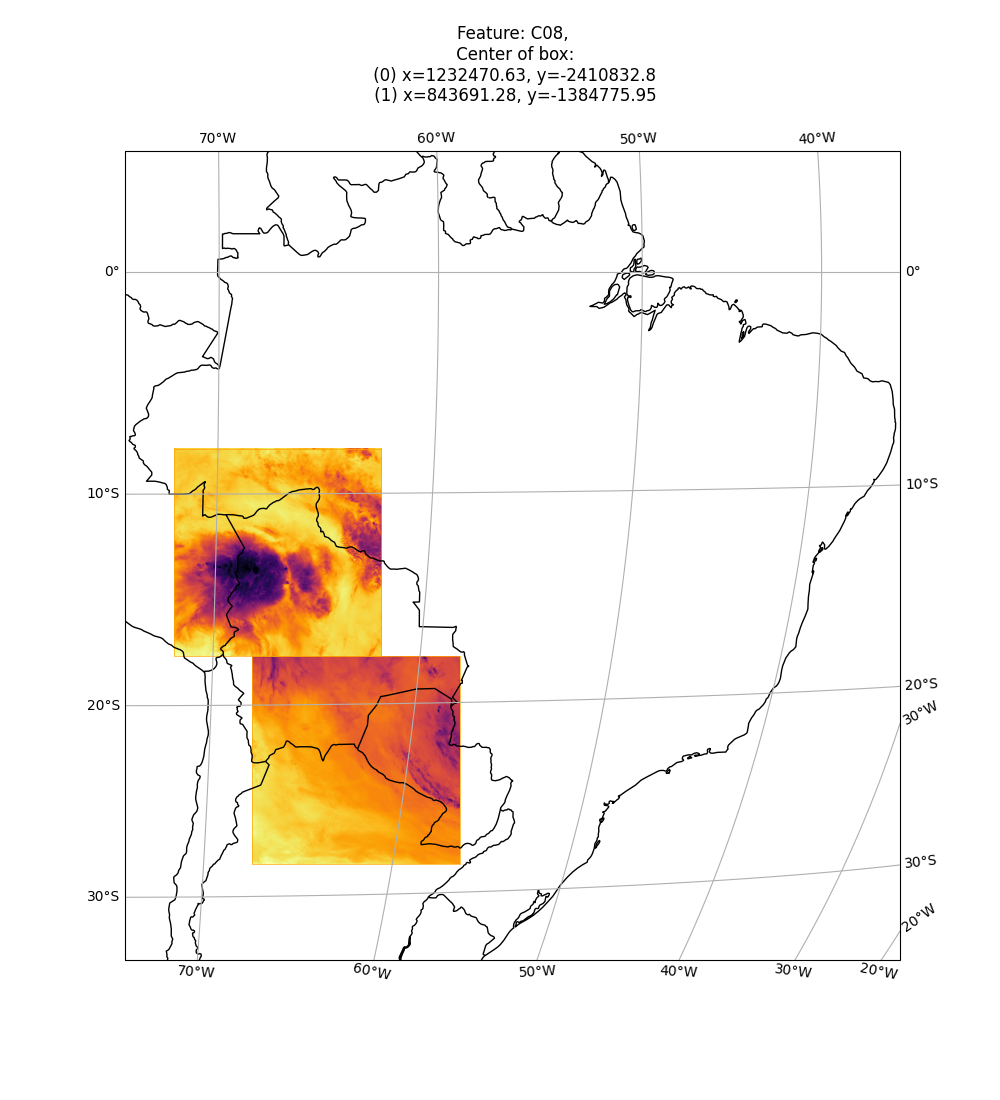 Feature: C08,
Center of box:
(0) x=1232470.63, y=-2410832.8
(1) x=843691.28, y=-1384775.95
70°W 60°W 50°W 40°W
0° 0°
10°S 10°S
20°S 20°S
30°W
30°S 30°S
20°W
70°W 60°W 50°W 40°W 30°W 20°W